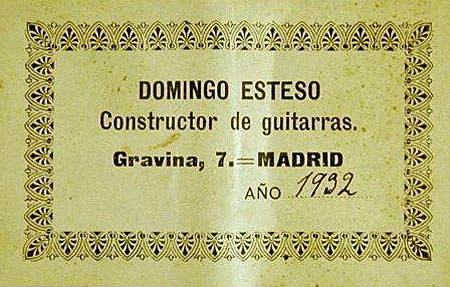 DOMINGO ESTESO
Constructor de guitarras.
Gravina, 7.=MADRID
AÑO 1932